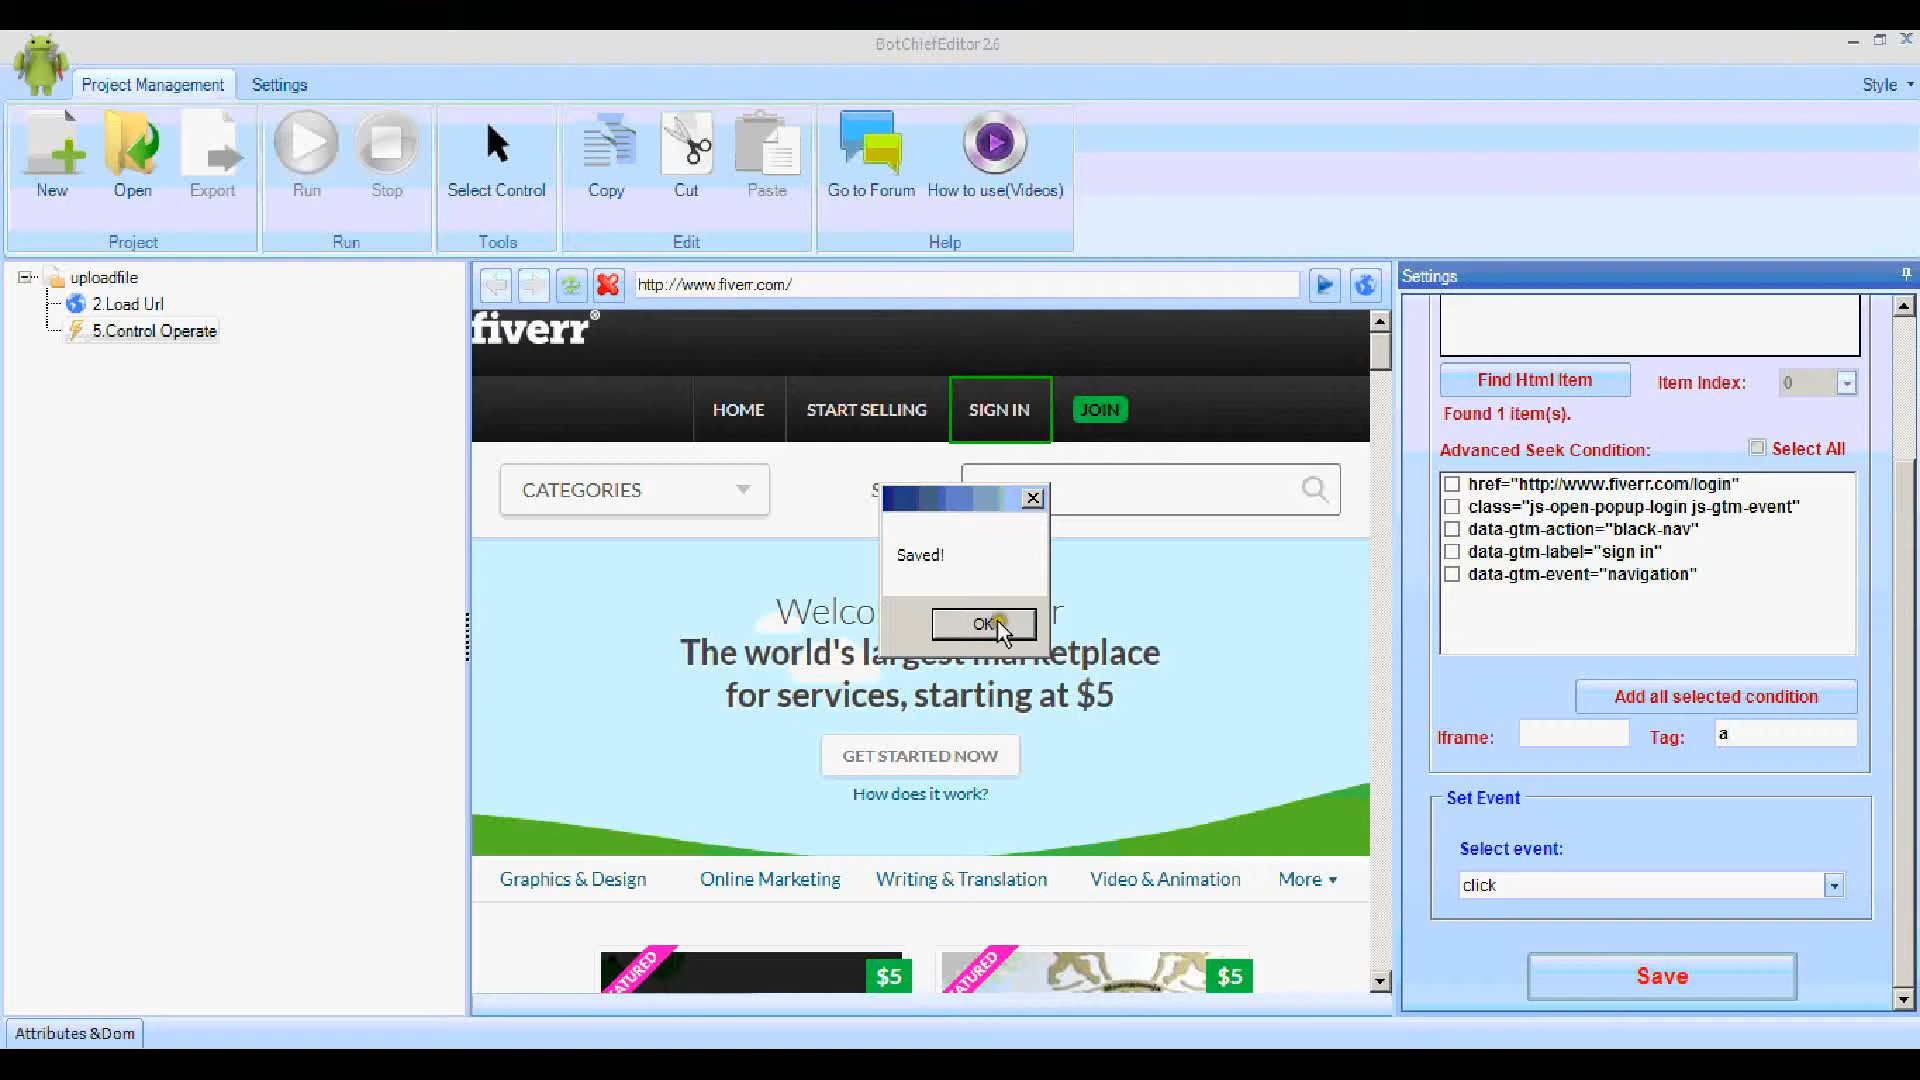 BotChiefEditor 2.6
Project Management
Settings
Style
New
Open
Export
Run
Stop
Select Control
Copy
Cut
Paste
Go to Forum
How to use(Videos)
Project
Run
Tools
Edit
Help
uploadfile
2.Load Url
5.Control Operate
http://www.fiverr.com/
fiverr®
HOME
START SELLING
SIGN IN
JOIN
CATEGORIES
Saved!
OK
The world's
for services, starting at $5
GET STARTED NOW
How does it work?
Graphics & Design
Online Marketing
Writing & Translation
Video & Animation
More
$5
$5
Settings
Find Html Item
Item Index:
0
Found 1 item(s).
Advanced Seek Condition:
Select All
href="http://www.fiverr.com/login"
class="js-open-popup-login js-gtm-event"
data-gtm-action="black-nav"
data-gtm-label="sign in"
data-gtm-event="navigation"
Add all selected condition
Iframe:
Tag:
a
Set Event
Select event:
click
Save
Attributes &Dom